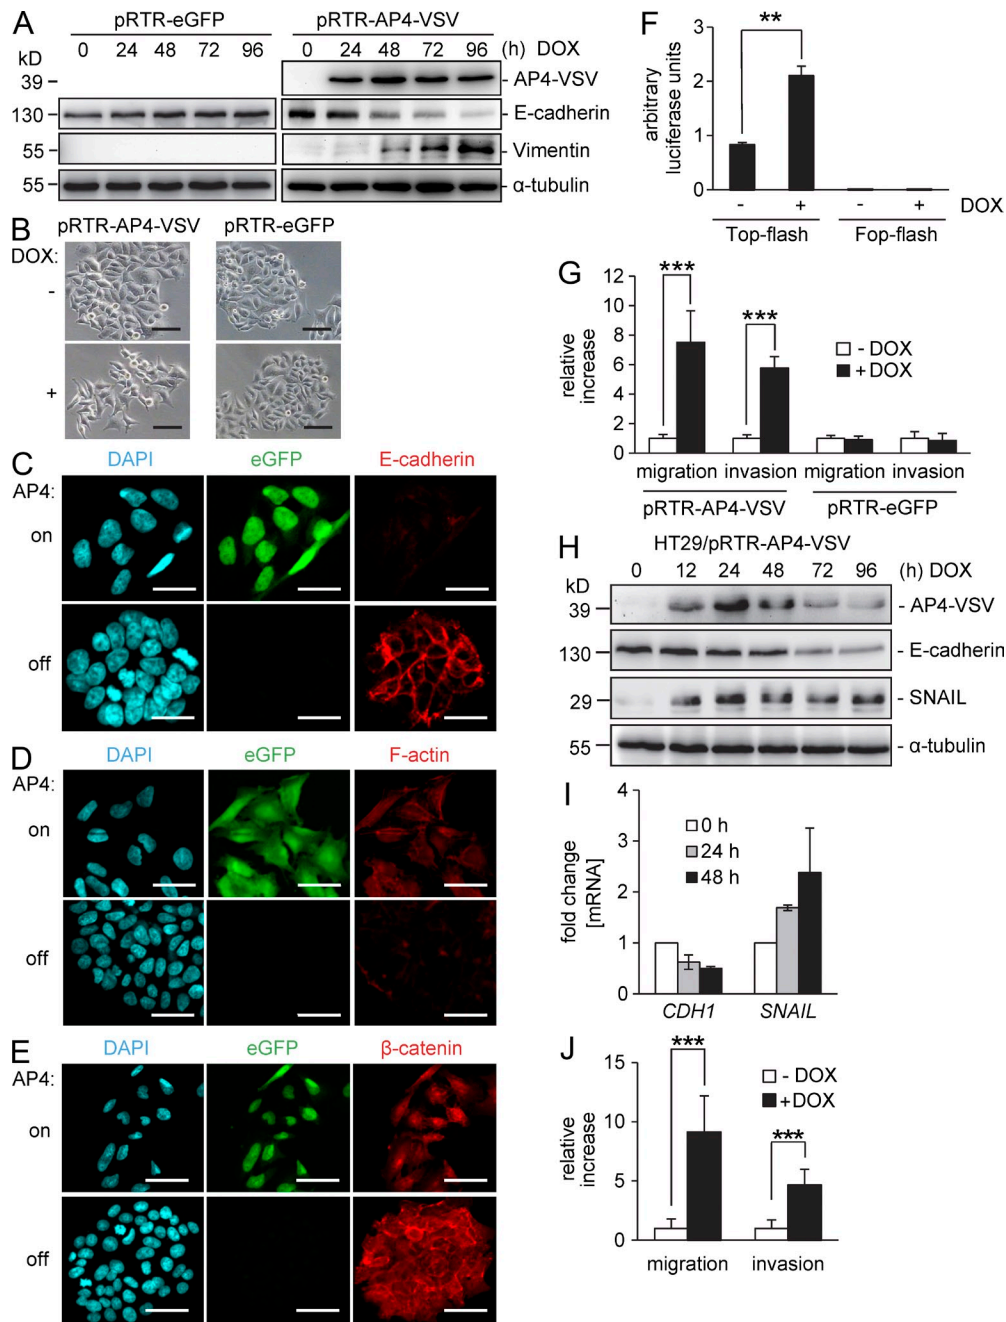 A
pRTR-eGFP
pRTR-AP4-VSV
kD
0 24 48 72 96
0 24 48 72 96
(h) DOX
39
- AP4-VSV
130
- E-cadherin
55
- Vimentin
55
- α-tubulin
B
pRTR-AP4-VSV
pRTR-eGFP
DOX:
-
+
C
DAPI
eGFP
E-cadherin
AP4:
on
off
D
DAPI
eGFP
F-actin
AP4:
on
off
E
DAPI
eGFP
β-catenin
AP4:
on
off
F
arbitrary
luciferase units
3
2
1
0
**
- + - + DOX
Top-flash
Fop-flash
G
relative
increase
12
10
8
6
4
2
0
***
***
- DOX
+ DOX
migration invasion migration invasion
pRTR-AP4-VSV
pRTR-eGFP
H
HT29/pRTR-AP4-VSV
kD
0 12 24 48 72 96
(h) DOX
39
- AP4-VSV
130
- E-cadherin
29
- SNAIL
55
- α-tubulin
I
fold change
[mRNA]
4
3
2
1
0
0 h
24 h
48 h
CDH1 SNAIL
J
relative
increase
15
10
5
0
***
***
- DOX
+ DOX
migration invasion